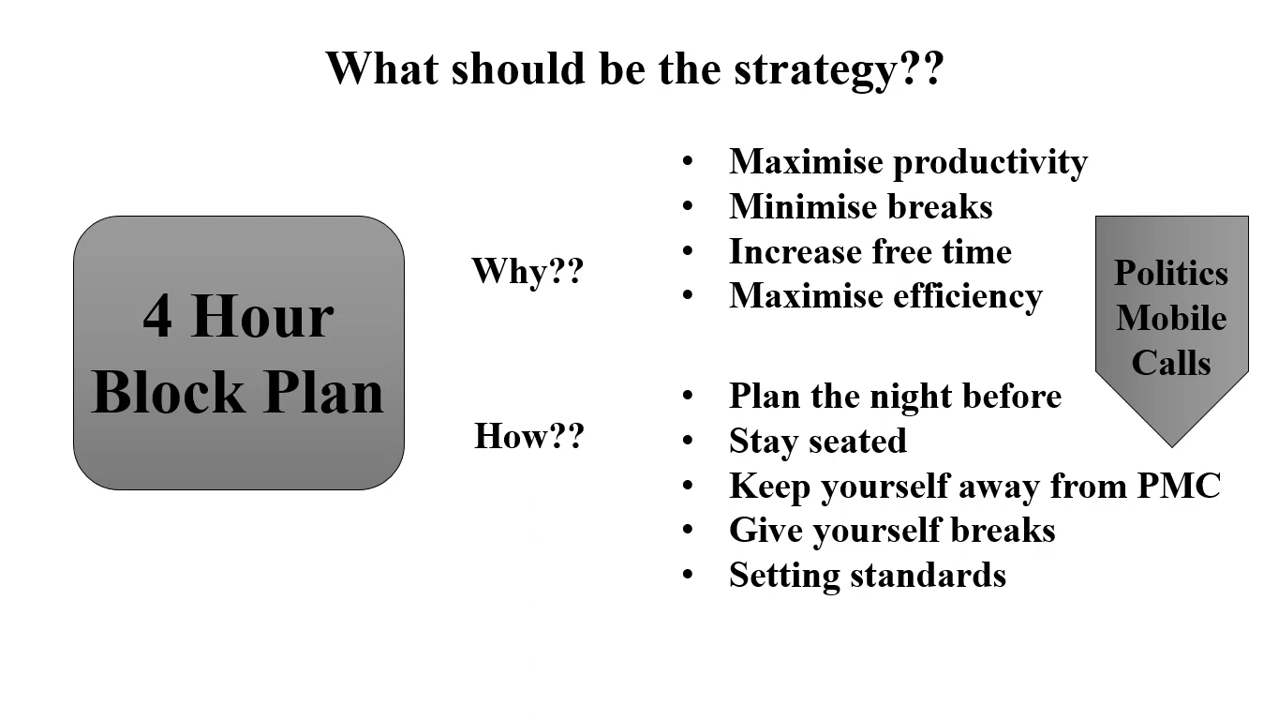 What should be the strategy??
4 Hour
Block Plan
Why??
• Maximise productivity
• Minimise breaks
• Increase free time
• Maximise efficiency
How??
• Plan the night before
• Stay seated
• Keep yourself away from PMC
• Give yourself breaks
• Setting standards
Politics
Mobile
Calls